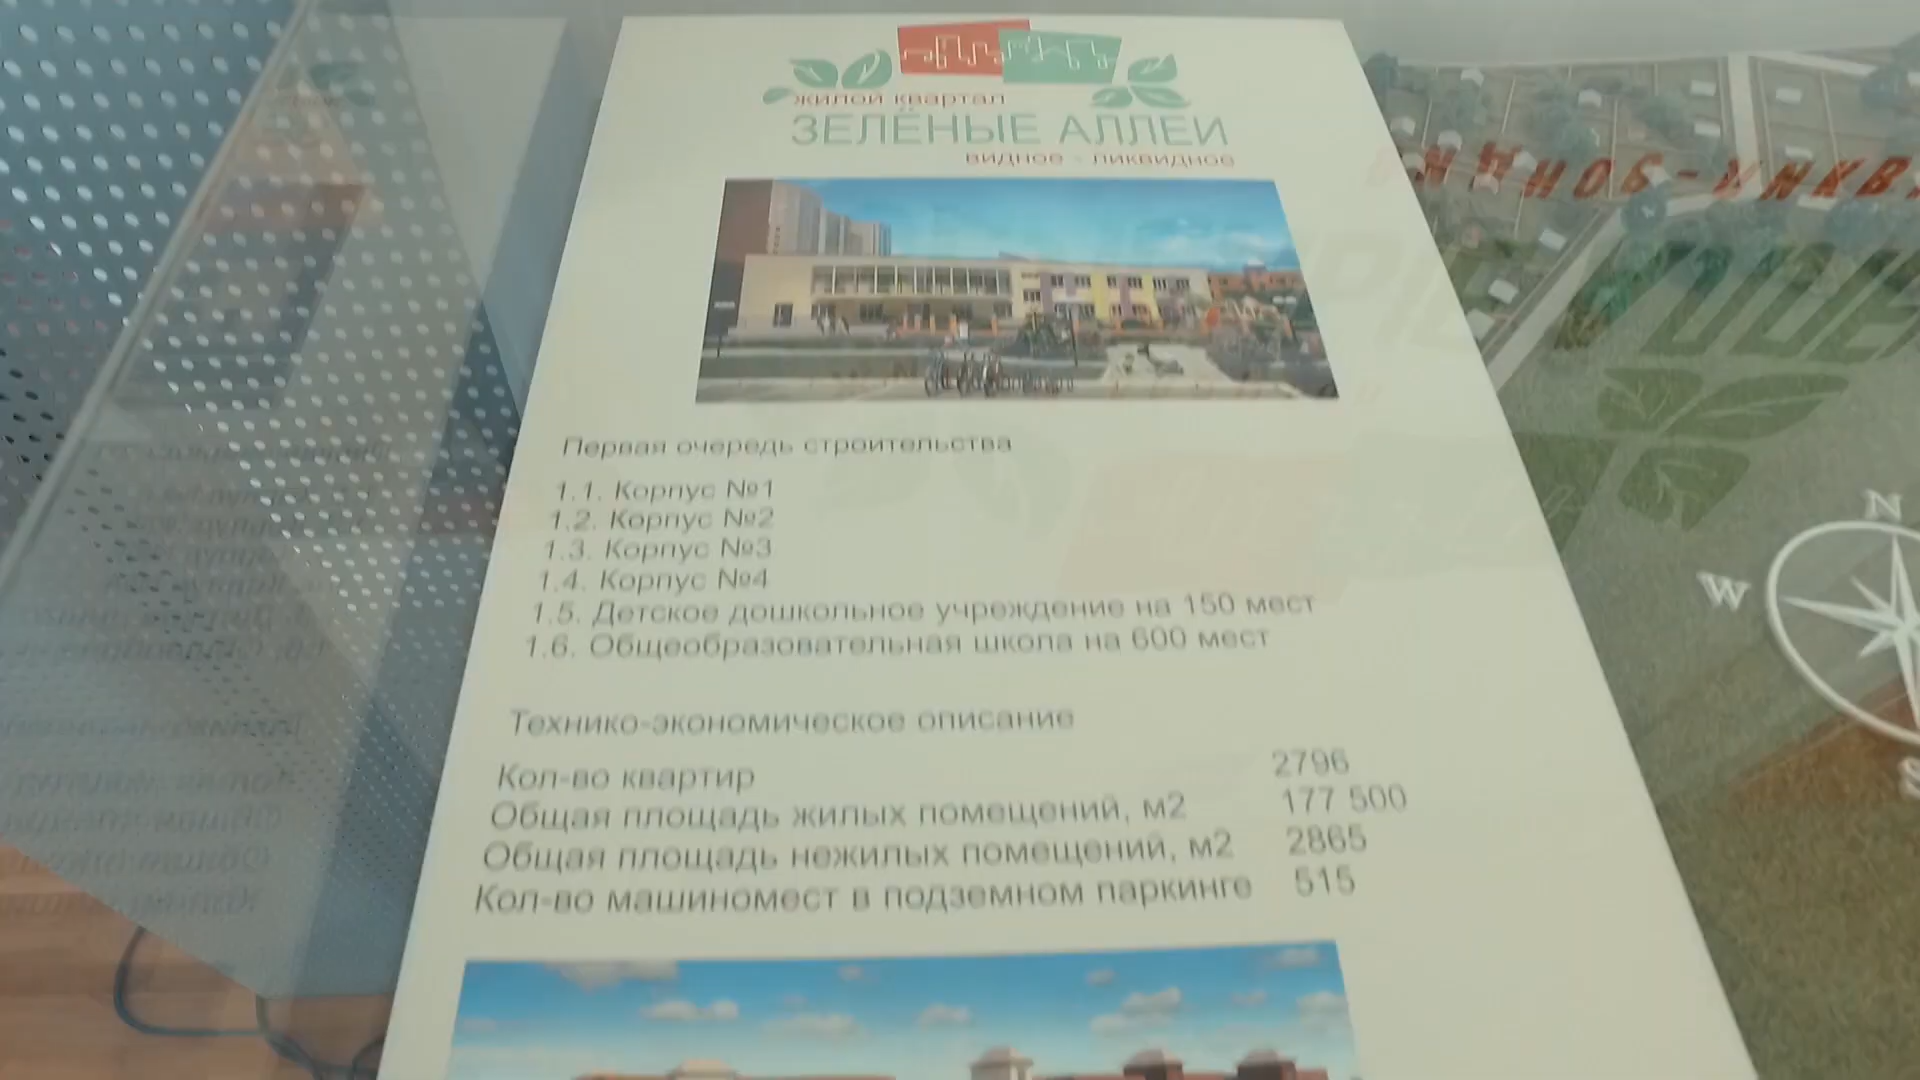 жилой квартал
ЗЕЛЁНЫЕ АЛЛЕИ
видное - ликвидное
Первая очередь строительства
1.1. Корпус №1
1.2. Корпус №2
1.3. Корпус №3
1.4. Корпус №4
1.5. Детское дошкольное учреждение на 150 мест
1.6. Общеобразовательная школа на 600 мест
Технико-экономическое описание
Кол-во квартир 2796
Общая площадь жилых помещений, м2 177 500
Общая площадь нежилых помещений, м2 2865
Кол-во машиномест в подземном паркинге 515
N
W
S